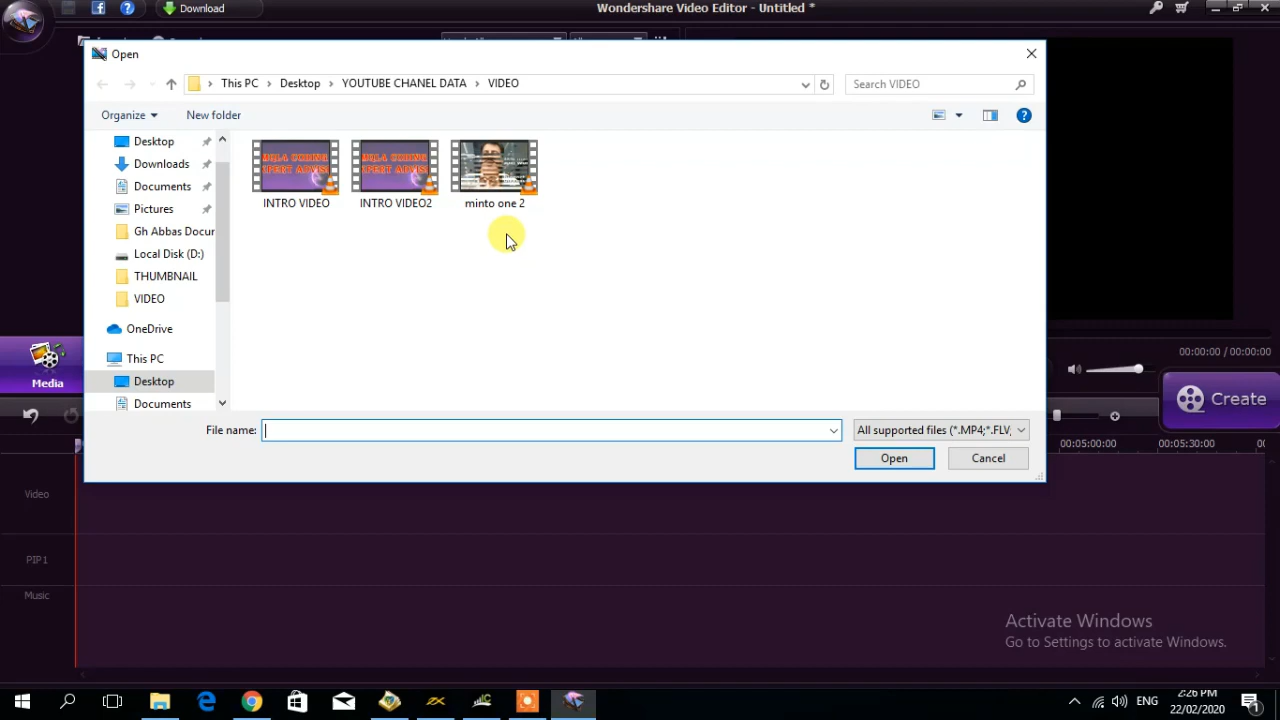 Download
Wondershare Video Editor - Untitled *
Open
This PC > Desktop > YOUTUBE CHANEL DATA > VIDEO
Search VIDEO
Organize
New folder
Desktop
Downloads
Documents
Pictures
Gh Abbas Docur
Local Disk (D:)
THUMBNAIL
VIDEO
OneDrive
This PC
Desktop
Documents
INTRO VIDEO
INTRO VIDEO2
minto one 2
File name:
All supported files (*.MP4;*.FLV,
Open
Cancel
Media
00:00:00 / 00:00:00
Create
00:05:00:00
00:05:30:00
Video
PIP1
Music
Activate Windows
Go to Settings to activate Windows.
ENG
2:26 PM
22/02/2020